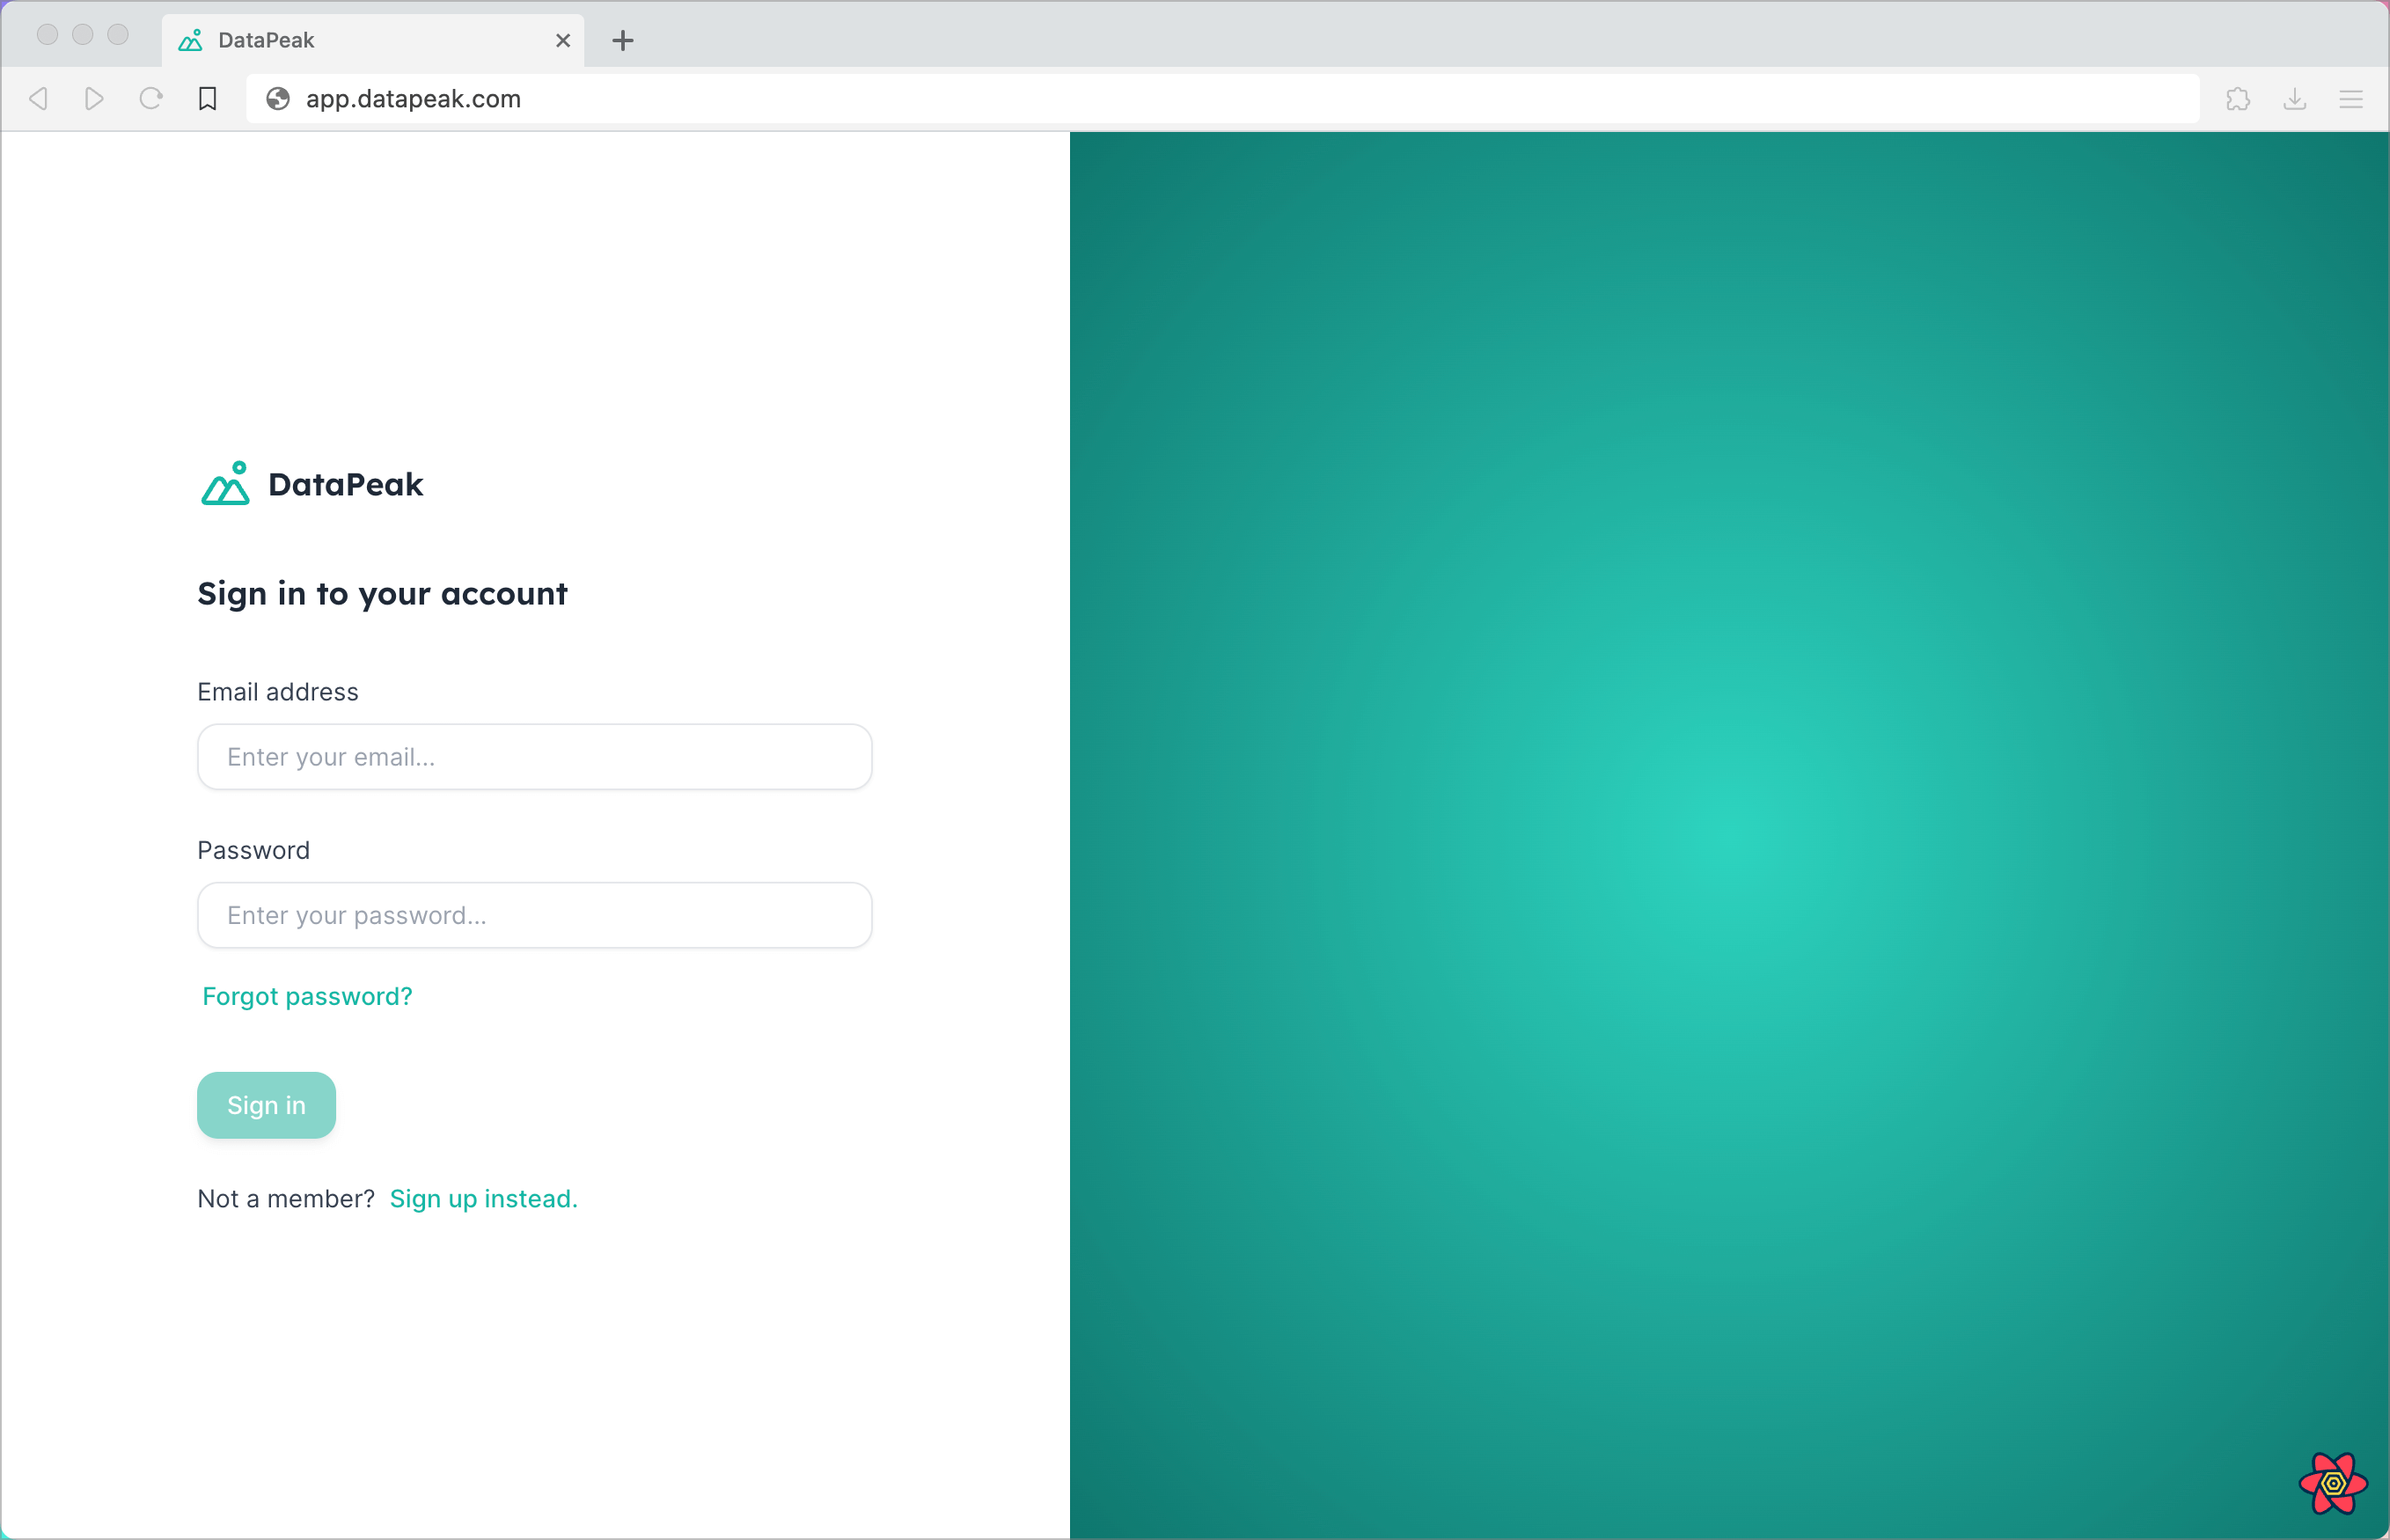 DataPeak
app.datapeak.com
DataPeak
Sign in to your account
Email address
Enter your email...
Password
Enter your password...
Forgot password?
Sign in
Not a member? Sign up instead.